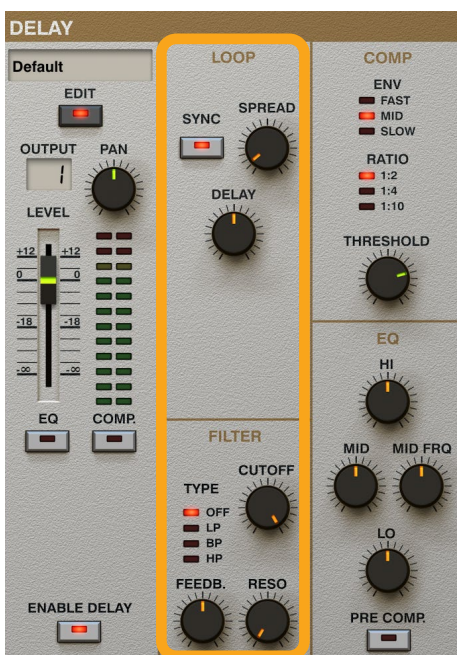 DELAY
Default
EDIT
OUTPUT
PAN
1
LEVEL
+12 +12
0 0
-18 -18
-∞ -∞
EQ
COMP.
ENABLE DELAY
LOOP
SYNC
SPREAD
DELAY
FILTER
CUTOFF
TYPE
OFF
LP
BP
HP
FEEDB.
RESO
COMP
ENV
FAST
MID
SLOW
RATIO
1:2
1:4
1:10
THRESHOLD
EQ
HI
MID
MID FRQ
LO
PRE COMP.